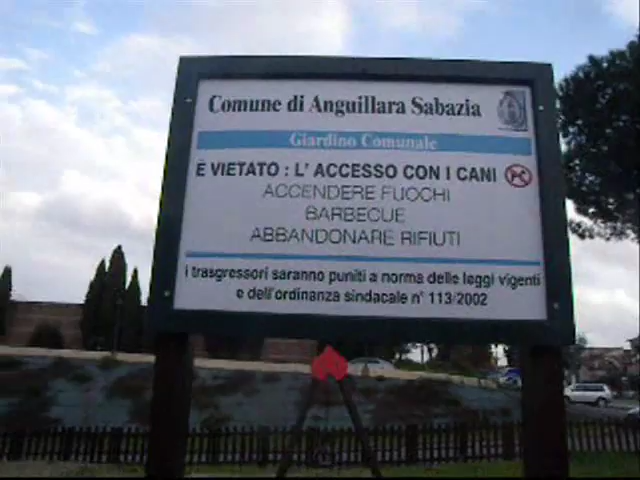 Comune di Anguillara Sabazia
Giardino Comunale
È VIETATO : L' ACCESSO CON I CANI
ACCENDERE FUOCHI
BARBECUE
ABBANDONARE RIFIUTI
i trasgressori saranno puniti a norma delle leggi vigenti
e dell'ordinanza sindacale n° 113/2002